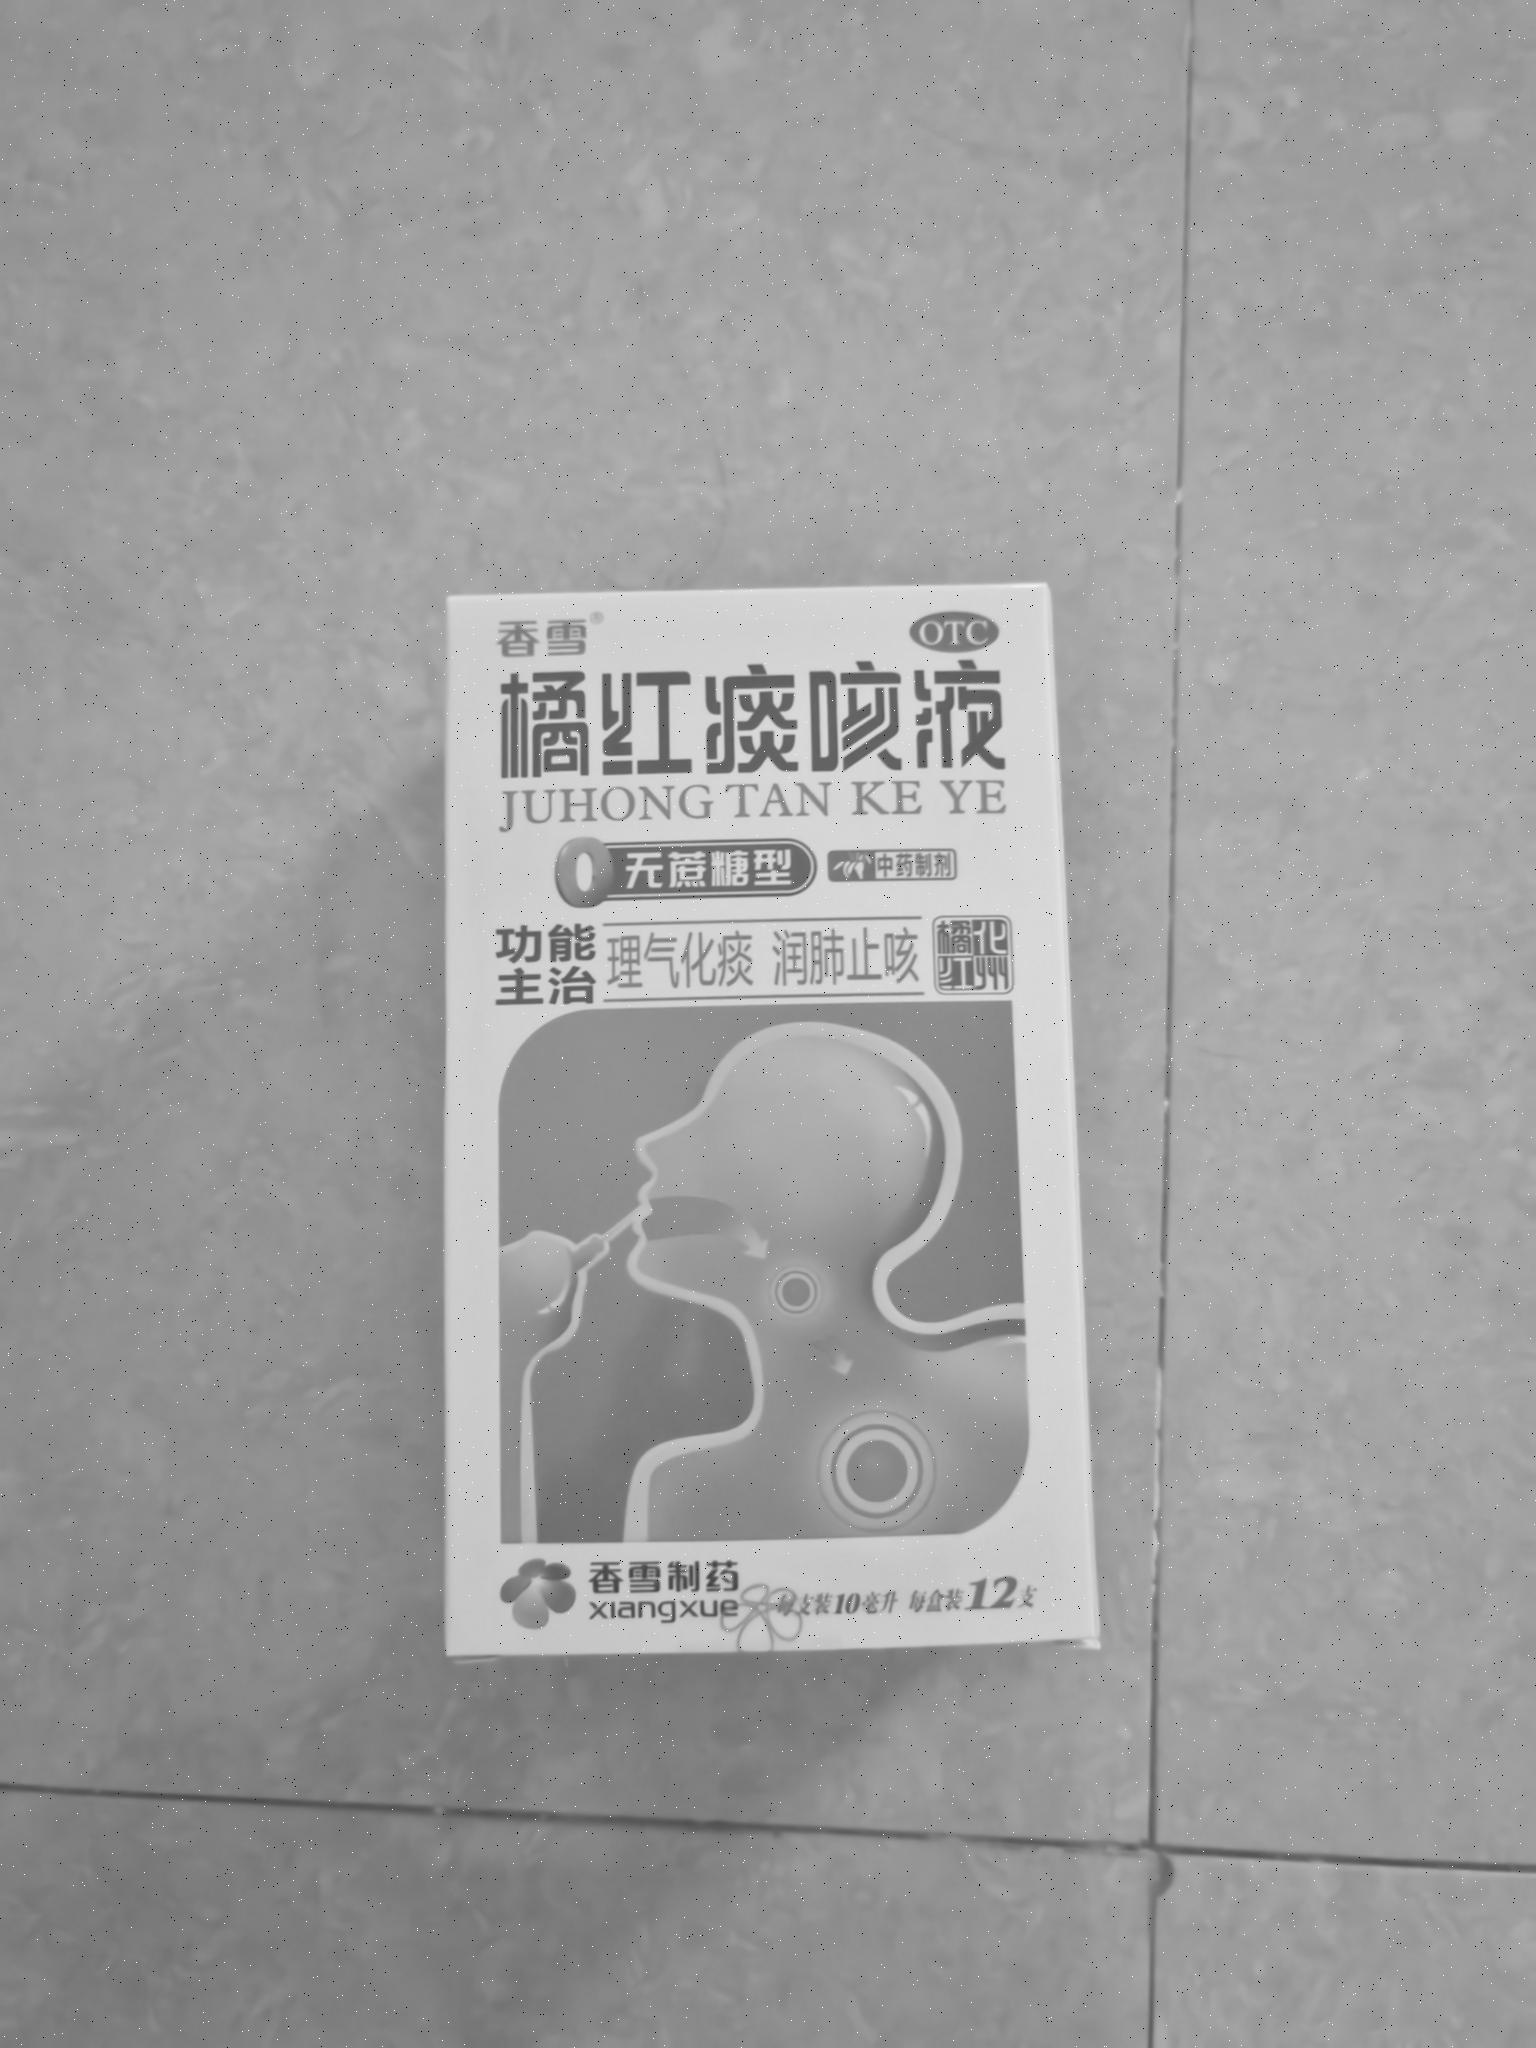 香雪®
OTC
橘红痰咳液
JUHONG TAN KE YE
0 无蔗糖型
中药制剂
功能主治
理气化痰 润肺止咳
化州橘红
香雪制药
xiangxue
每支装10毫升 每盒装12支